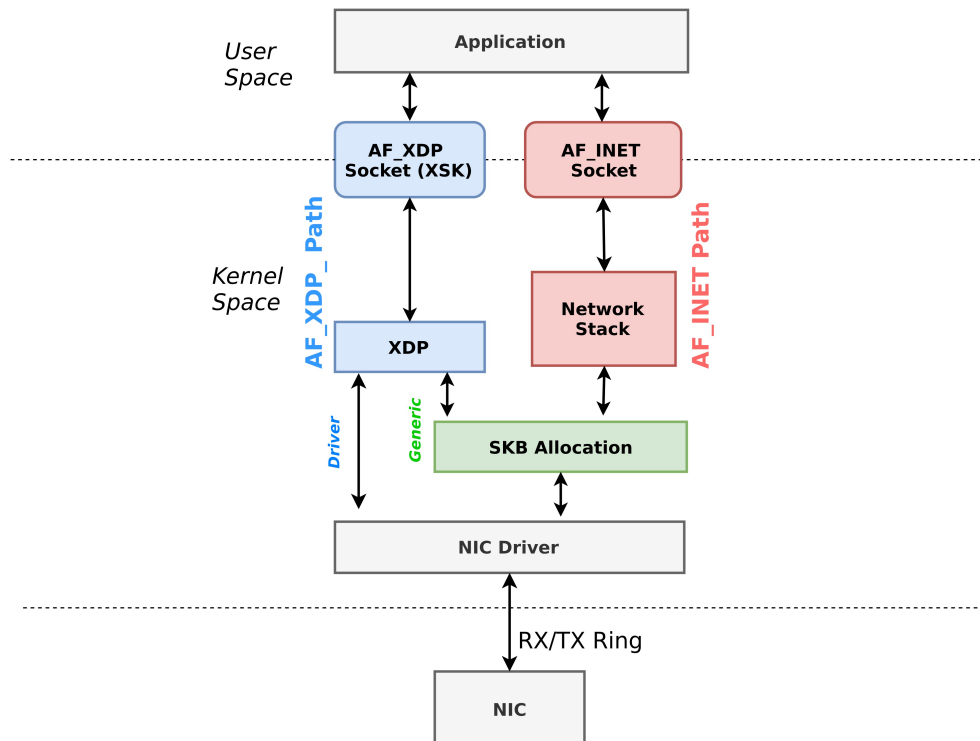 Application
User
Space
AF_XDP
Socket (XSK)
AF_INET
Socket
AF_XDP_ Path
AF_INET Path
Kernel
Space
Network
Stack
XDP
Driver
Generic
SKB Allocation
NIC Driver
RX/TX Ring
NIC